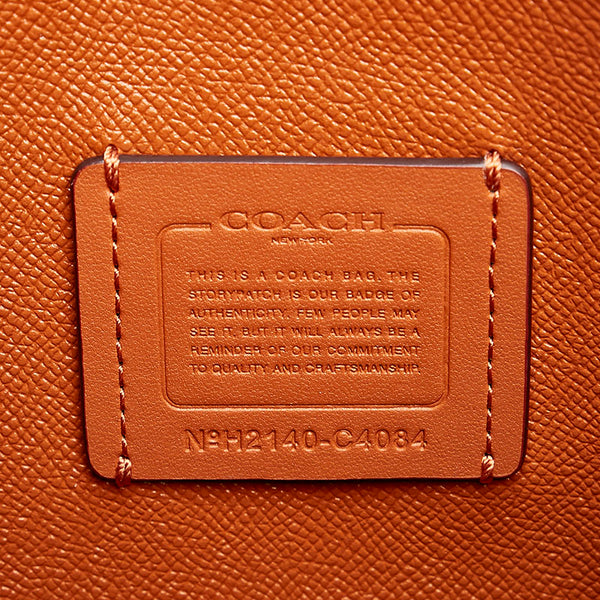 COACH
NEW YORK
THIS IS A COACH BAG. THE
STORYPATCH IS OUR BADGE OF
AUTHENTICITY. FEW PEOPLE MAY
SEE IT, BUT IT WILL ALWAYS BE A
REMINDER OF OUR COMMITMENT
TO QUALITY AND CRAFTSMANSHIP.
NºH2140-C4084